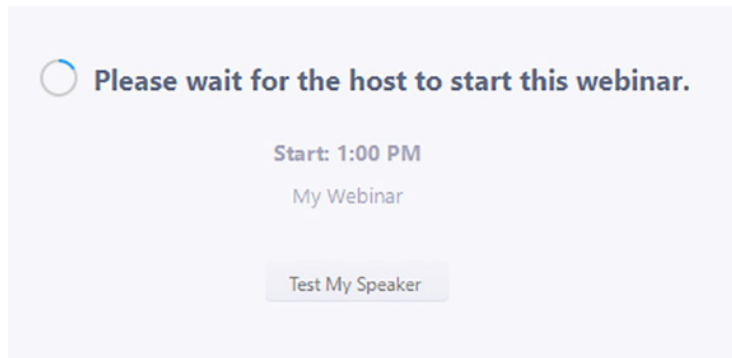 Please wait for the host to start this webinar.
Start: 1:00 PM
My Webinar
Test My Speaker